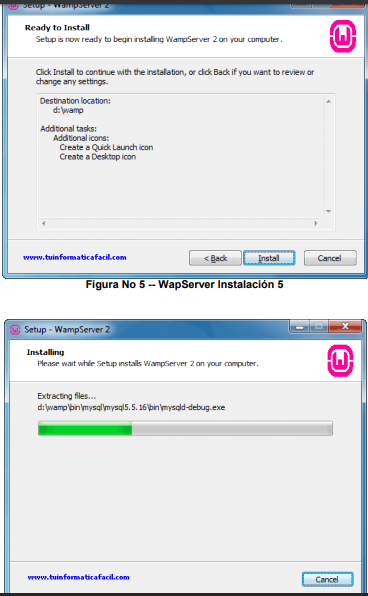 Setup - WampServer 2
Ready to Install
Setup is now ready to begin installing WampServer 2 on your computer.
Click Install to continue with the installation, or click Back if you want to review or
change any settings.
Destination location:
d:\wamp
Additional tasks:
Additional icons:
Create a Quick Launch icon
Create a Desktop icon
www.tuinformaticafacil.com
< Back
Install
Cancel
Figura No 5 -- WapServer Instalación 5
Setup - WampServer 2
Installing
Please wait while Setup installs WampServer 2 on your computer.
Extracting files...
d:\wamp\bin\mysql\mysql5.5.16\bin\mysqld-debug.exe
www.tuinformaticafacil.com
Cancel